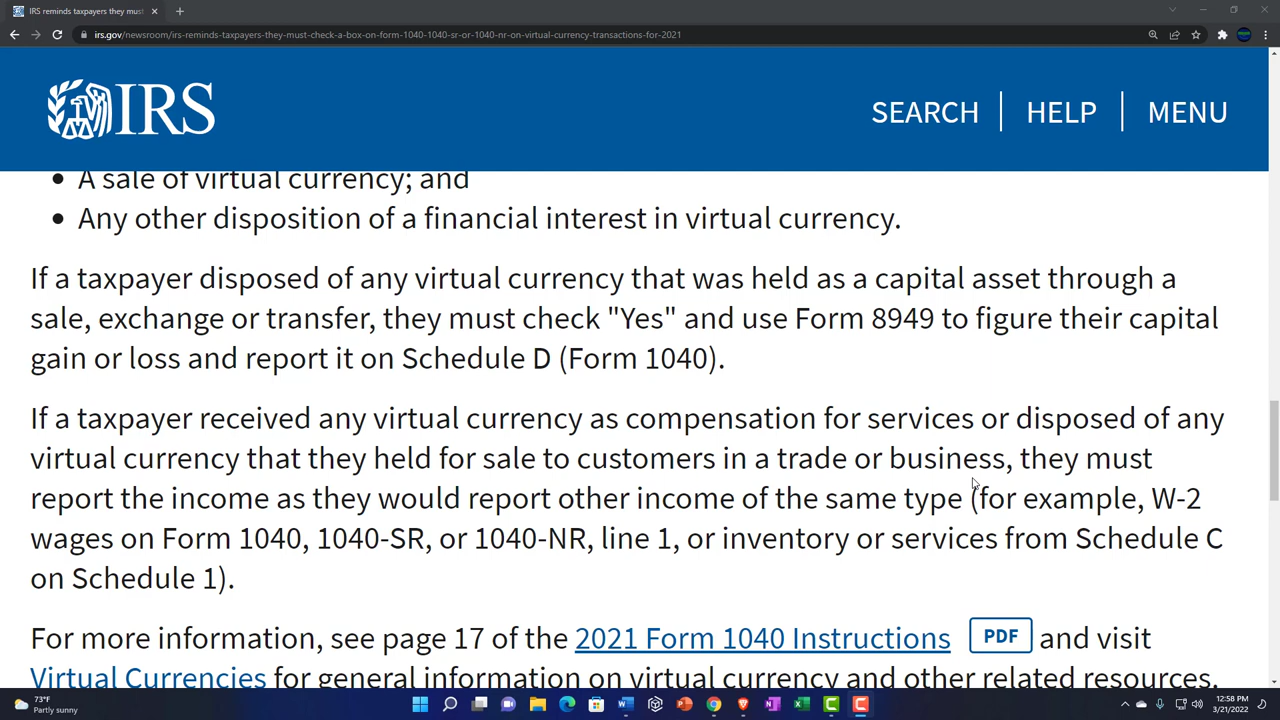 IRS reminds taxpayers they must
irs.gov/newsroom/irs-reminds-taxpayers-they-must-check-a-box-on-form-1040-1040-sr-or-1040-nr-on-virtual-currency-transactions-for-2021
IRS
SEARCH HELP MENU
A sale of virtual currency; and
Any other disposition of a financial interest in virtual currency.
If a taxpayer disposed of any virtual currency that was held as a capital asset through a
sale, exchange or transfer, they must check "Yes" and use Form 8949 to figure their capital
gain or loss and report it on Schedule D (Form 1040).
If a taxpayer received any virtual currency as compensation for services or disposed of any
virtual currency that they held for sale to customers in a trade or business, they must
report the income as they would report other income of the same type (for example, W-2
wages on Form 1040, 1040-SR, or 1040-NR, line 1, or inventory or services from Schedule C
on Schedule 1).
For more information, see page 17 of the 2021 Form 1040 Instructions PDF and visit
Virtual Currencies for general information on virtual currency and other related resources.
73°F
Partly sunny
12:58 PM
3/21/2022